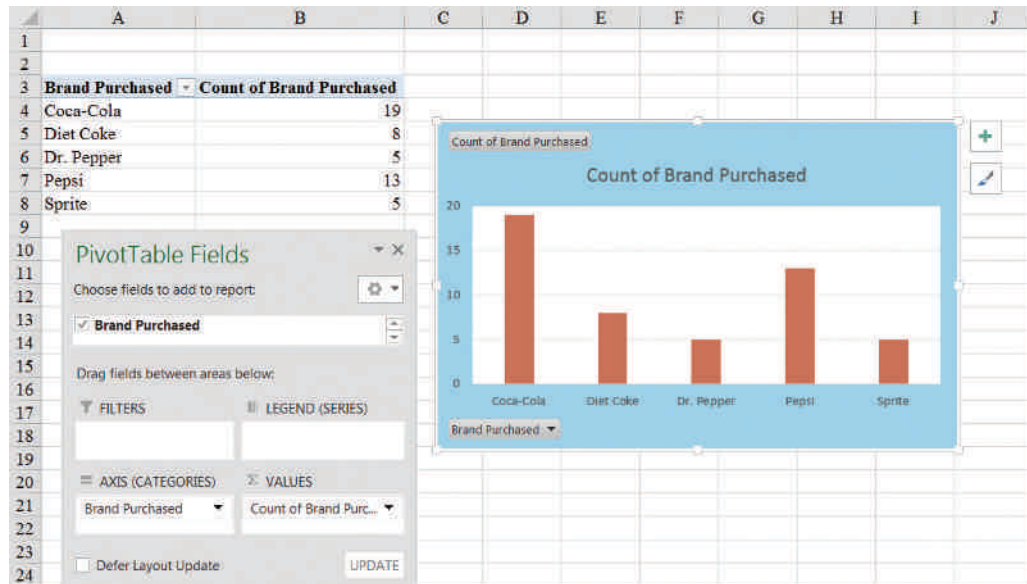 A B C D E F G H I J
1
2
3 Brand Purchased Count of Brand Purchased
4 Coca-Cola 19
5 Diet Coke 8
6 Dr. Pepper 5
7 Pepsi 13
8 Sprite 5
9
10
11
12
13
14
15
16
17
18
19
20
21
22
23
24
PivotTable Fields
Choose fields to add to report:
Brand Purchased
Drag fields between areas below:
FILTERS LEGEND (SERIES)
AXIS (CATEGORIES) Σ VALUES
Brand Purchased Count of Brand Purc...
Defer Layout Update UPDATE
Count of Brand Purchased
Count of Brand Purchased
20
15
10
5
0
Coca-Cola Diet Coke Dr. Pepper Pepsi Sprite
Brand Purchased